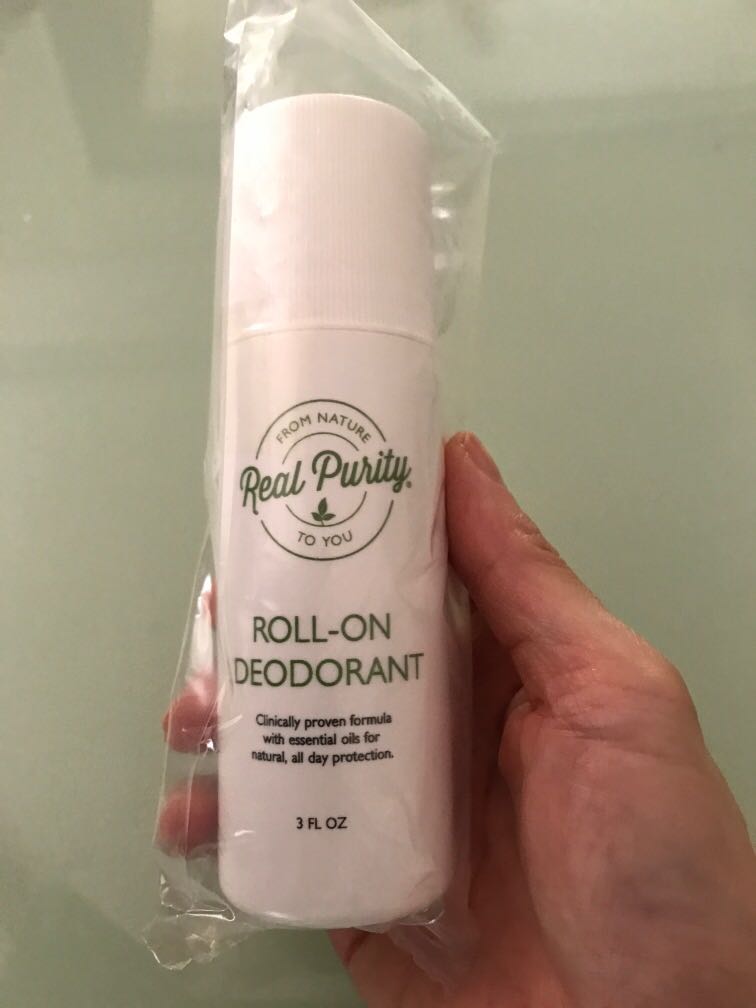 FROM NATURE
Real Purity®
TO YOU
ROLL-ON
DEODORANT
Clinically proven formula
with essential oils for
natural, all day protection.
3 FL OZ